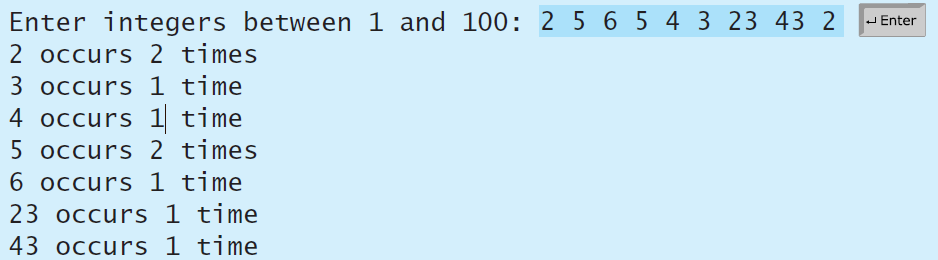 Enter integers between 1 and 100: 2 5 6 5 4 3 23 43 2 ↵ Enter
2 occurs 2 times
3 occurs 1 time
4 occurs 1 time
5 occurs 2 times
6 occurs 1 time
23 occurs 1 time
43 occurs 1 time